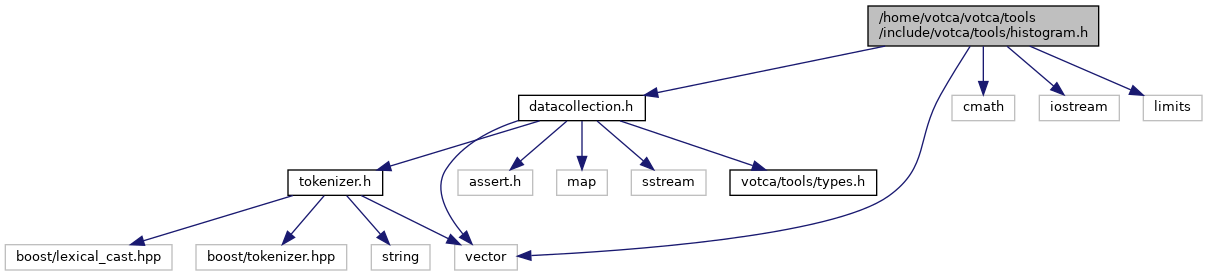 /home/votca/votca/tools
/include/votca/tools/histogram.h
datacollection.h
cmath
iostream
limits
tokenizer.h
assert.h
map
sstream
votca/tools/types.h
boost/lexical_cast.hpp
boost/tokenizer.hpp
string
vector